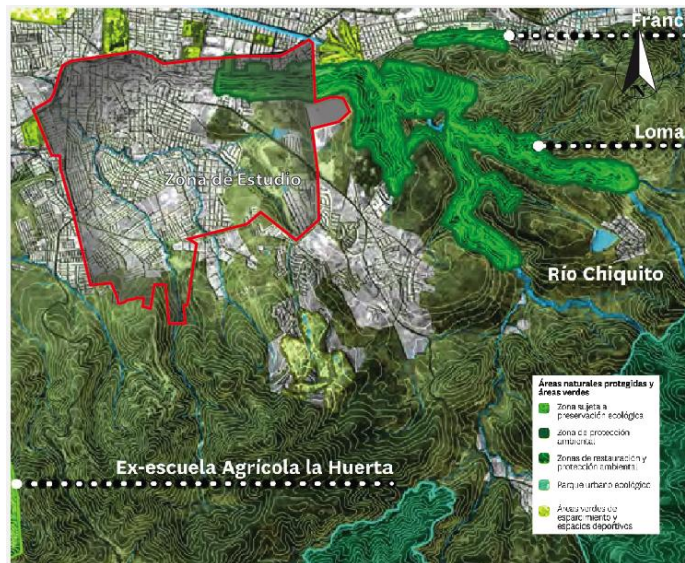 Franc
Loma
Zona de Estudio
Río Chiquito
Ex-escuela Agrícola la Huerta
Áreas naturales protegidas y
áreas verdes
Zona sujeta a
preservación ecológica
Zona de protección
ambiental
Zonas de restauración y
protección ambiental
Parque urbano ecológico
Áreas verdes de
esparcimiento y
espacios deportivos